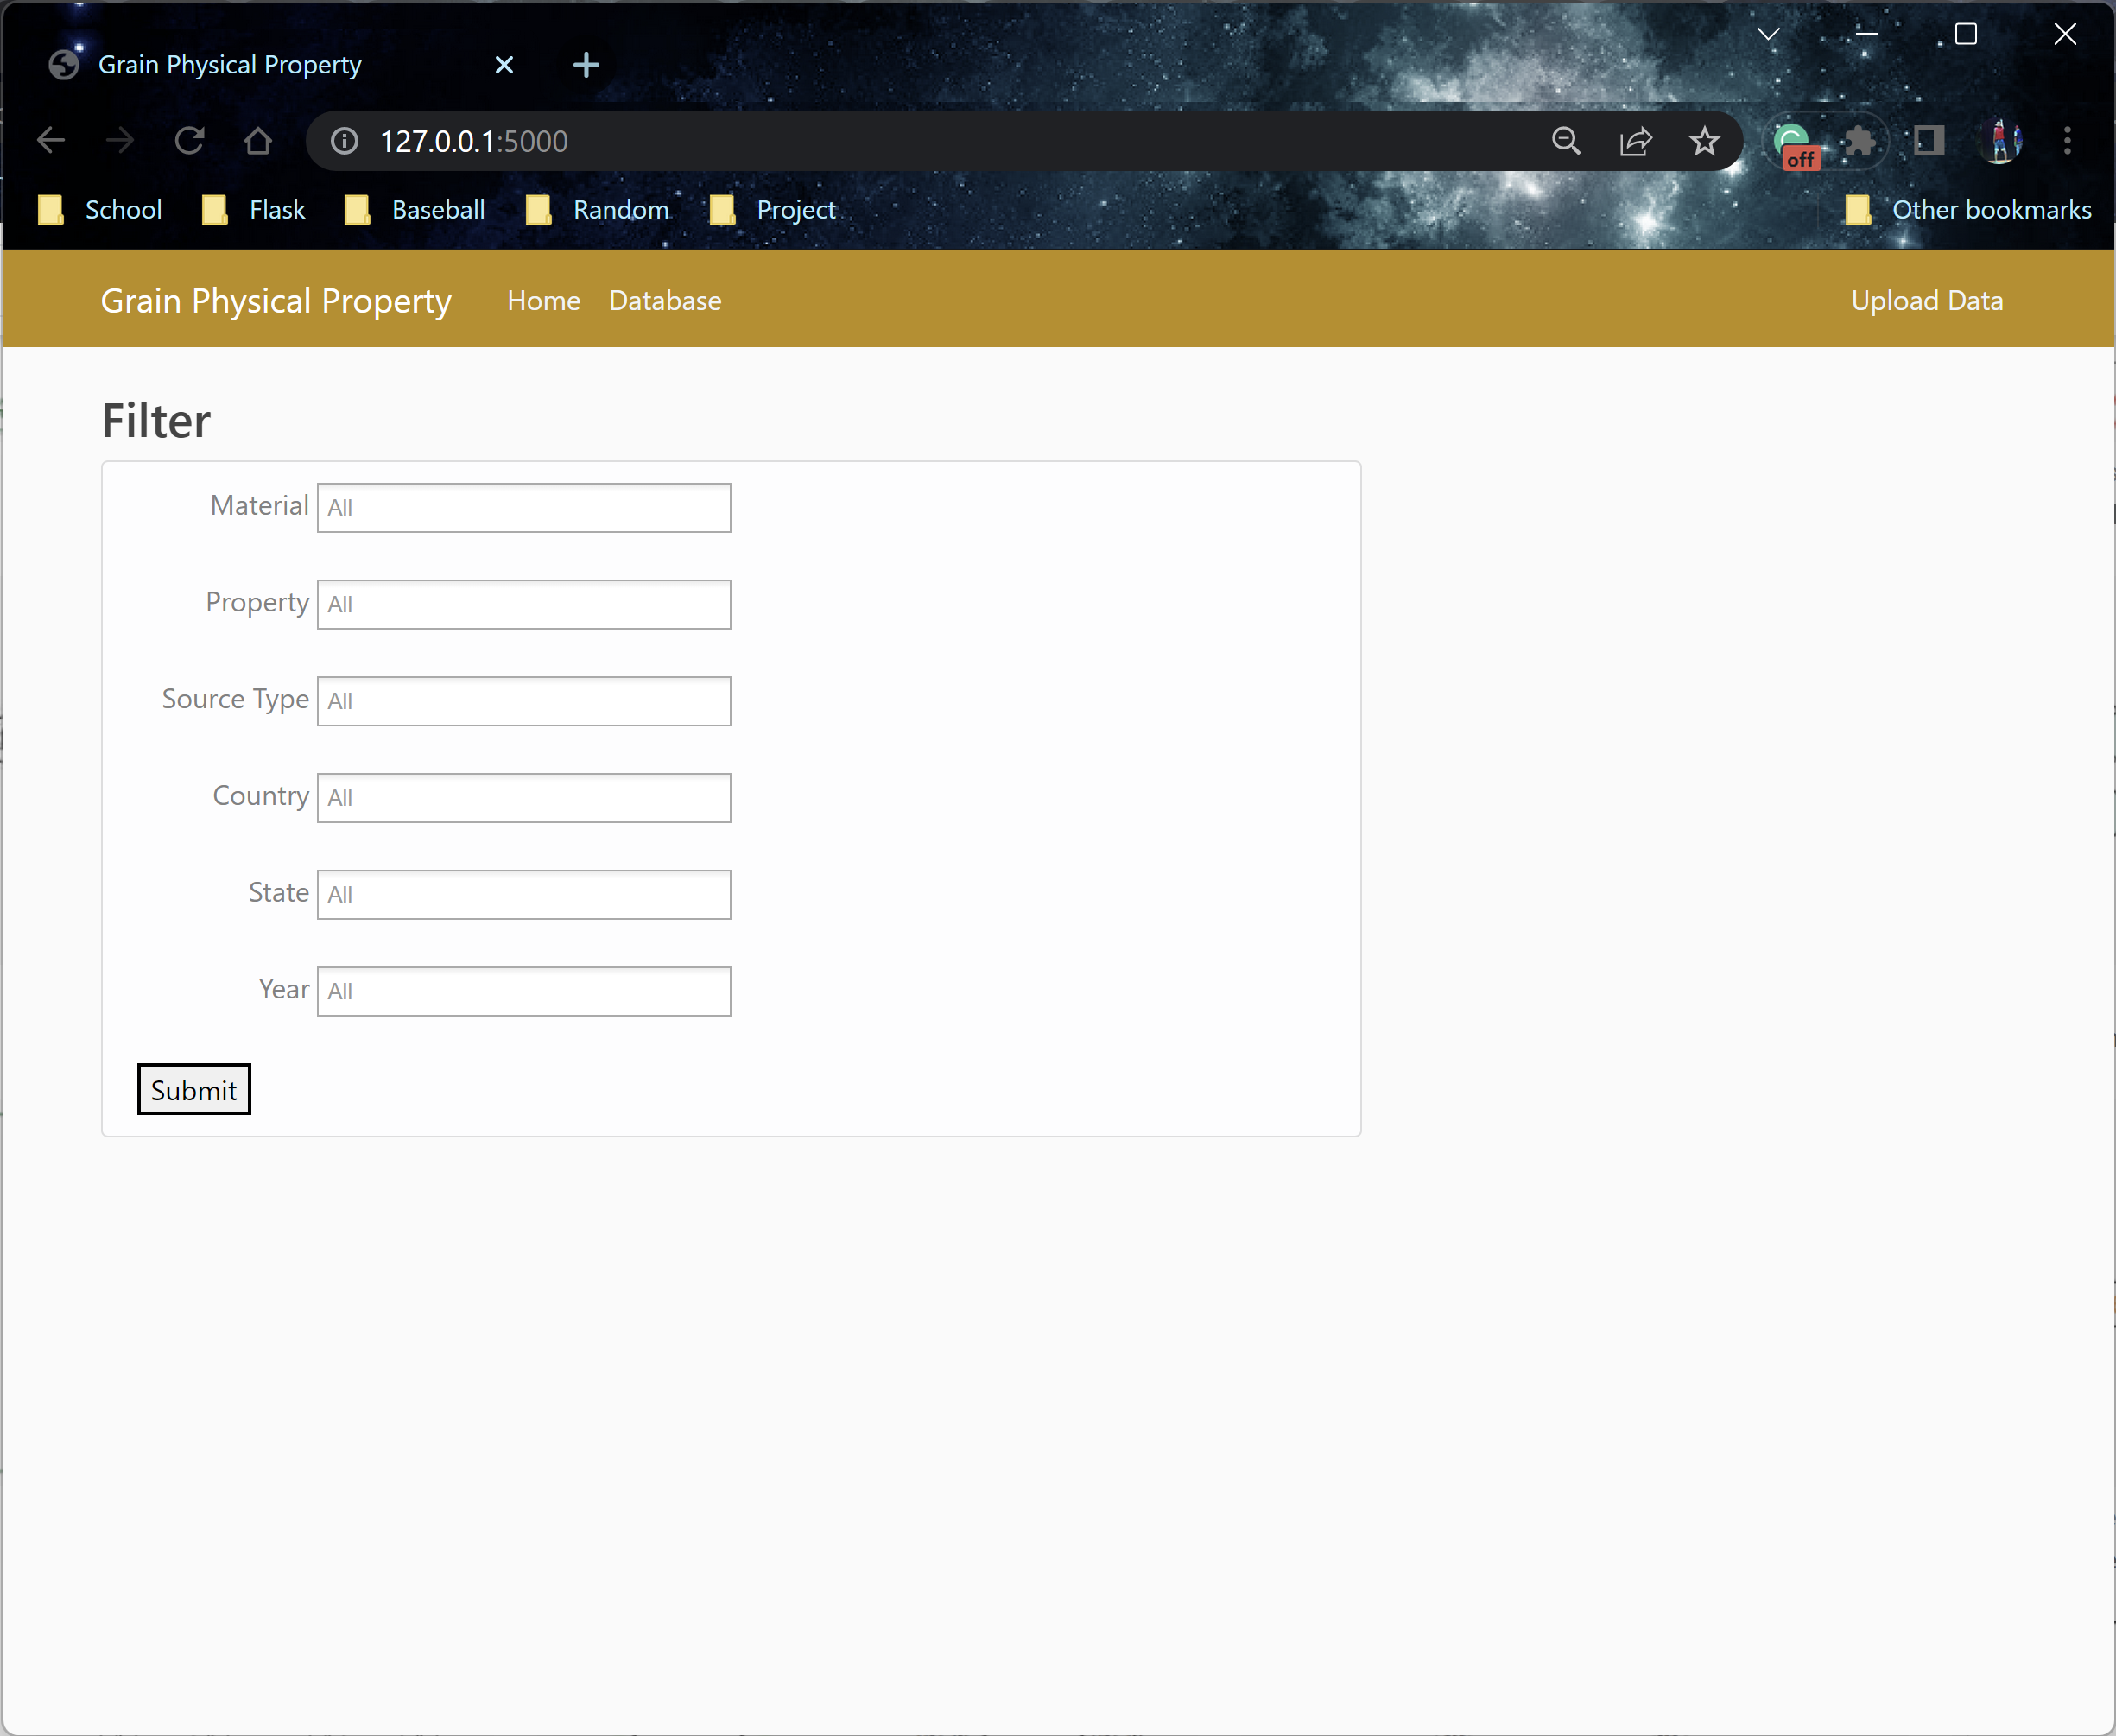 Grain Physical Property
127.0.0.1:5000
off
School Flask Baseball Random Project Other bookmarks
Grain Physical Property Home Database Upload Data
Filter
Material All
Property All
Source Type All
Country All
State All
Year All
Submit